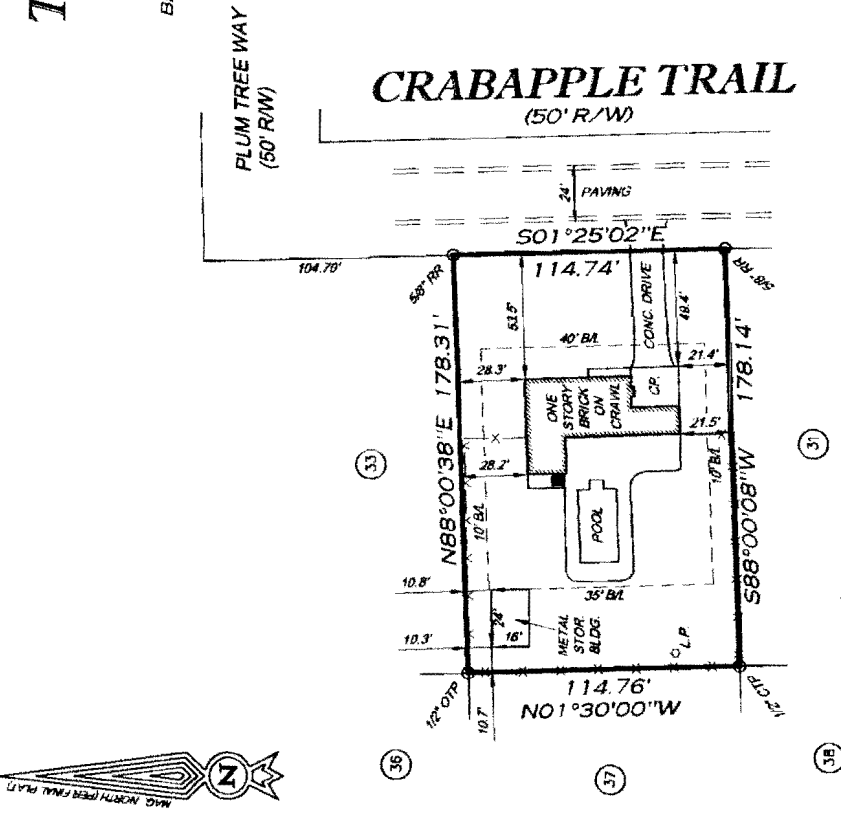 PLUM TREE WAY
(50' R/W)
CRABAPPLE TRAIL
(50' R/W)
24'
PAVING
S01°25'02"E
114.74'
104.70'
5/8" RR
5/8" RR
53.5'
CONC. DRIVE
49.4'
40' B/L
N88°00'38"E 178.31'
178.14'
S88°00'08"W
28.3'
21.4'
ONE
STORY
BRICK
ON
CRAWL
CP.
21.5'
28.2'
10' B/L
10' B/L
POOL
33
31
10.8'
35' B/L
10.3'
24'
16'
METAL
STOR.
BLDG.
L.P.
1/2" OTP
1/2" CTP
10.7'
114.76'
N01°30'00"W
36
37
38
N
MAG. NORTH (PER FINAL PLAT)